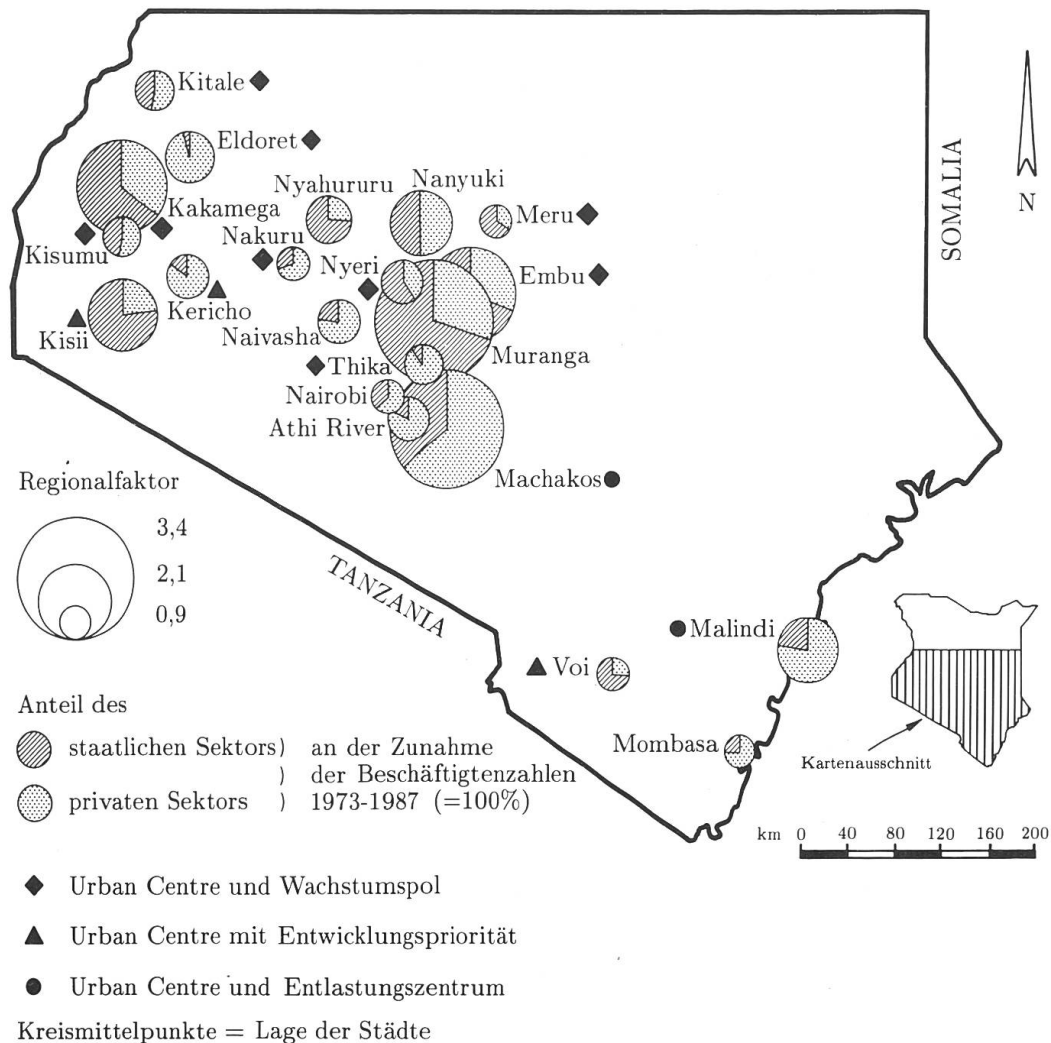 Kitale
Eldoret
Nyahururu
Nanyuki
Meru
Kakamega
Kisumu
Nakuru
Nyeri
Embu
Kericho
Kisii
Naivasha
Muranga
Thika
Nairobi
Athi River
Machakos
SOMALIA
N
Regionalfaktor
3,4
2,1
0,9
TANZANIA
Malindi
Voi
Mombasa
Kartenausschnitt
Anteil des
staatlichen Sektors ) an der Zunahme
) der Beschäftigtenzahlen
privaten Sektors ) 1973-1987 (=100%)
km 0 40 80 120 160 200
Urban Centre und Wachstumspol
Urban Centre mit Entwicklungspriorität
Urban Centre und Entlastungszentrum
Kreismittelpunkte = Lage der Städte